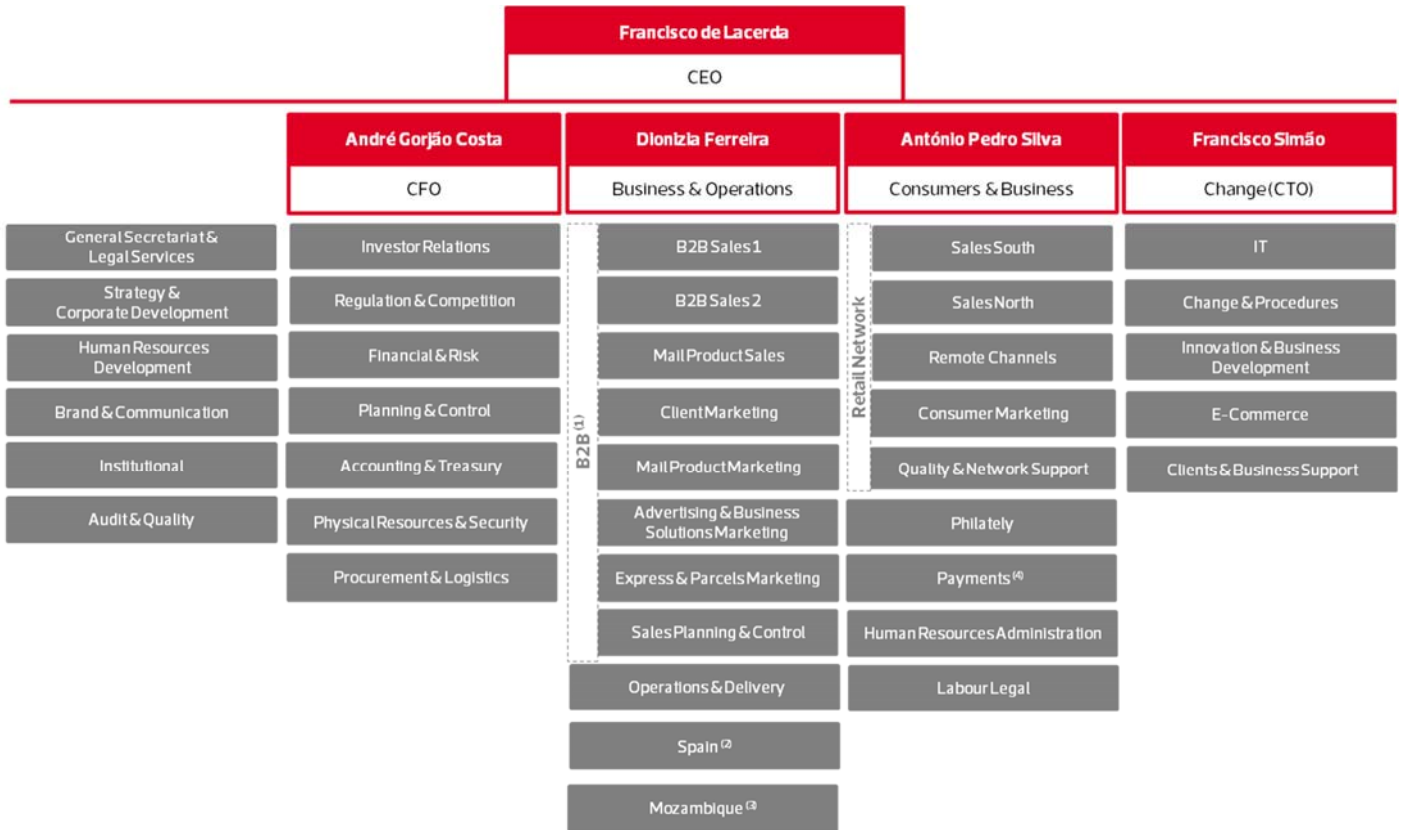 Francisco de Lacerda
CEO
André Gorjão Costa
CFO
Dionizia Ferreira
Business & Operations
António Pedro Silva
Consumers & Business
Francisco Simão
Change (CTO)
General Secretariat &
Legal Services
Strategy &
Corporate Development
Human Resources
Development
Brand & Communication
Institutional
Audit & Quality
Investor Relations
Regulation & Competition
Financial & Risk
Planning & Control
Accounting & Treasury
Physical Resources & Security
Procurement & Logistics
B2B (1)
B2B Sales 1
B2B Sales 2
Mail Product Sales
Client Marketing
Mail Product Marketing
Advertising & Business
Solutions Marketing
Express & Parcels Marketing
Sales Planning & Control
Operations & Delivery
Spain (2)
Mozambique (3)
Retail Network
Sales South
Sales North
Remote Channels
Consumer Marketing
Quality & Network Support
Philately
Payments (4)
Human Resources Administration
Labour Legal
IT
Change & Procedures
Innovation & Business
Development
E-Commerce
Clients & Business Support